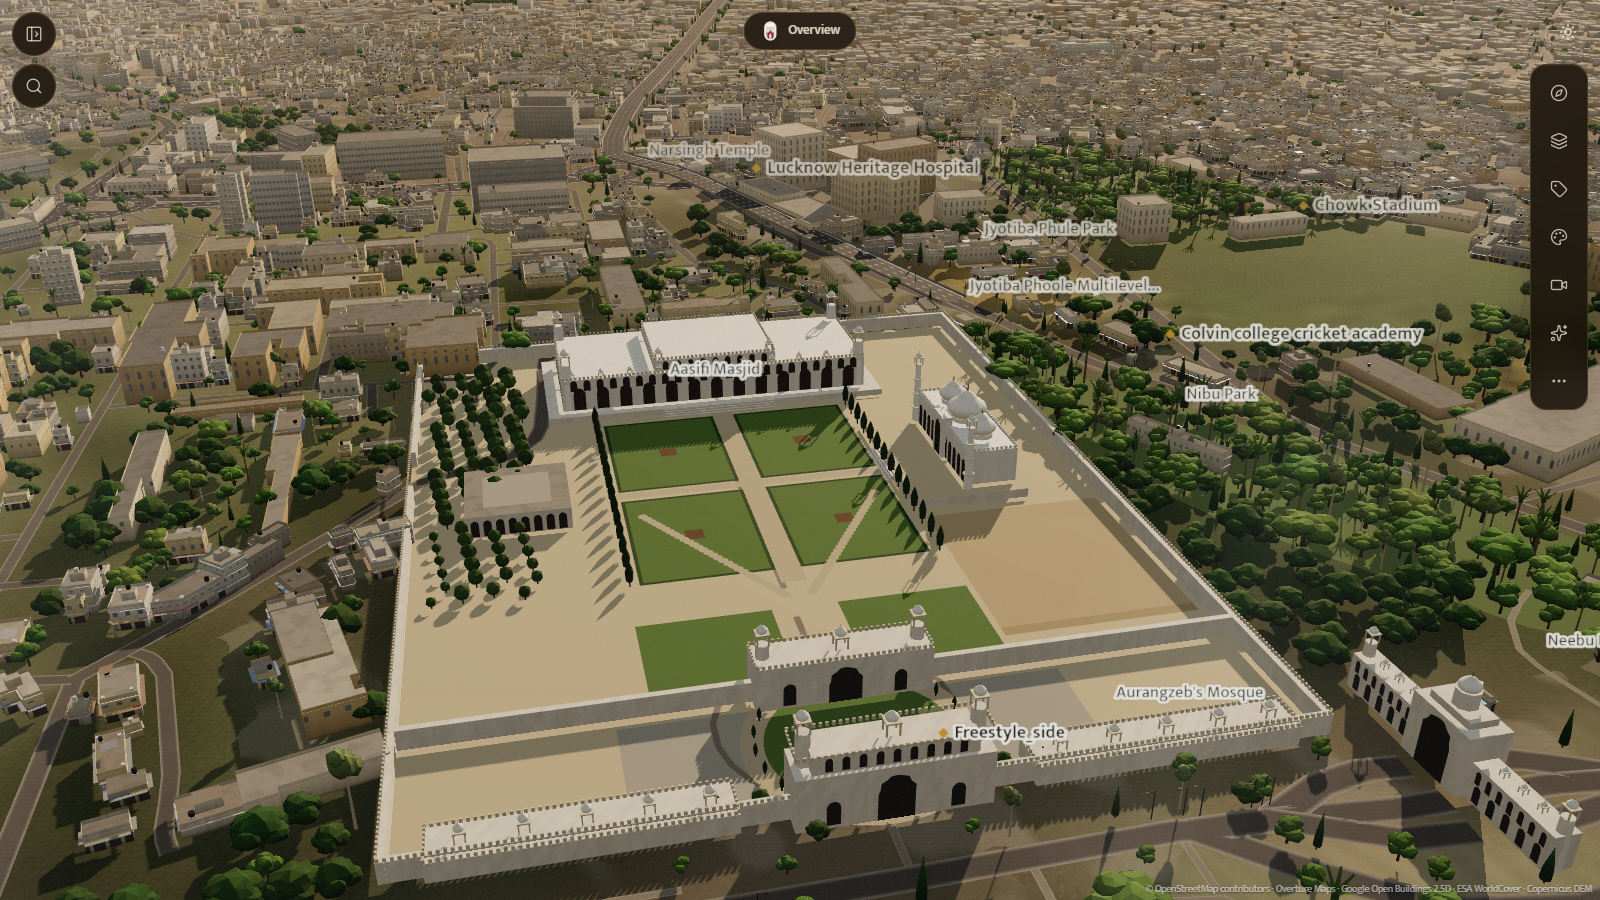 Overview
Narsingh Temple
Lucknow Heritage Hospital
Chowk Stadium
Jyotiba Phule Park
Jyotiba Phoole Multilevel...
Colvin college cricket academy
Aasifi Masjid
Nibu Park
Neebu
Aurangzeb's Mosque
Freestyle_side
© OpenStreetMap contributors · Overture Maps · Google Open Buildings 2.5D · ESA WorldCover · Copernicus DEM